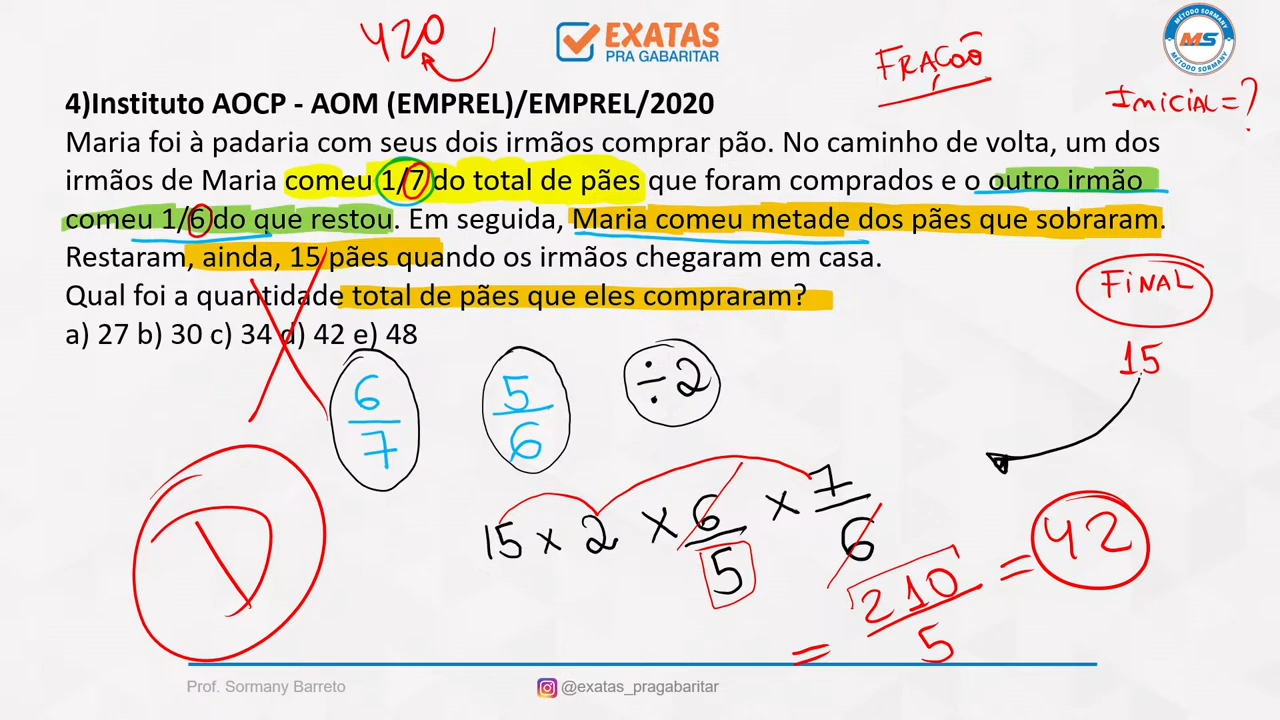 420
EXATAS
PRA GABARITAR
FRAÇÃO
MÉTODO SORMANY
MS
MÉTODO SORMANY
INICIAL=?
4)Instituto AOCP - AOM (EMPREL)/EMPREL/2020
Maria foi à padaria com seus dois irmãos comprar pão. No caminho de volta, um dos
irmãos de Maria comeu 1/7 do total de pães que foram comprados e o outro irmão
comeu 1/6 do que restou. Em seguida, Maria comeu metade dos pães que sobraram.
Restaram, ainda, 15 pães quando os irmãos chegaram em casa.
Qual foi a quantidade total de pães que eles compraram?
a) 27 b) 30 c) 34 d) 42 e) 48
FINAL
15
6/7
5/6
÷2
15 × 2 × 6/5 × 7/6
= 210/5 = 42
D
Prof. Sormany Barreto
@exatas_pragabaritar